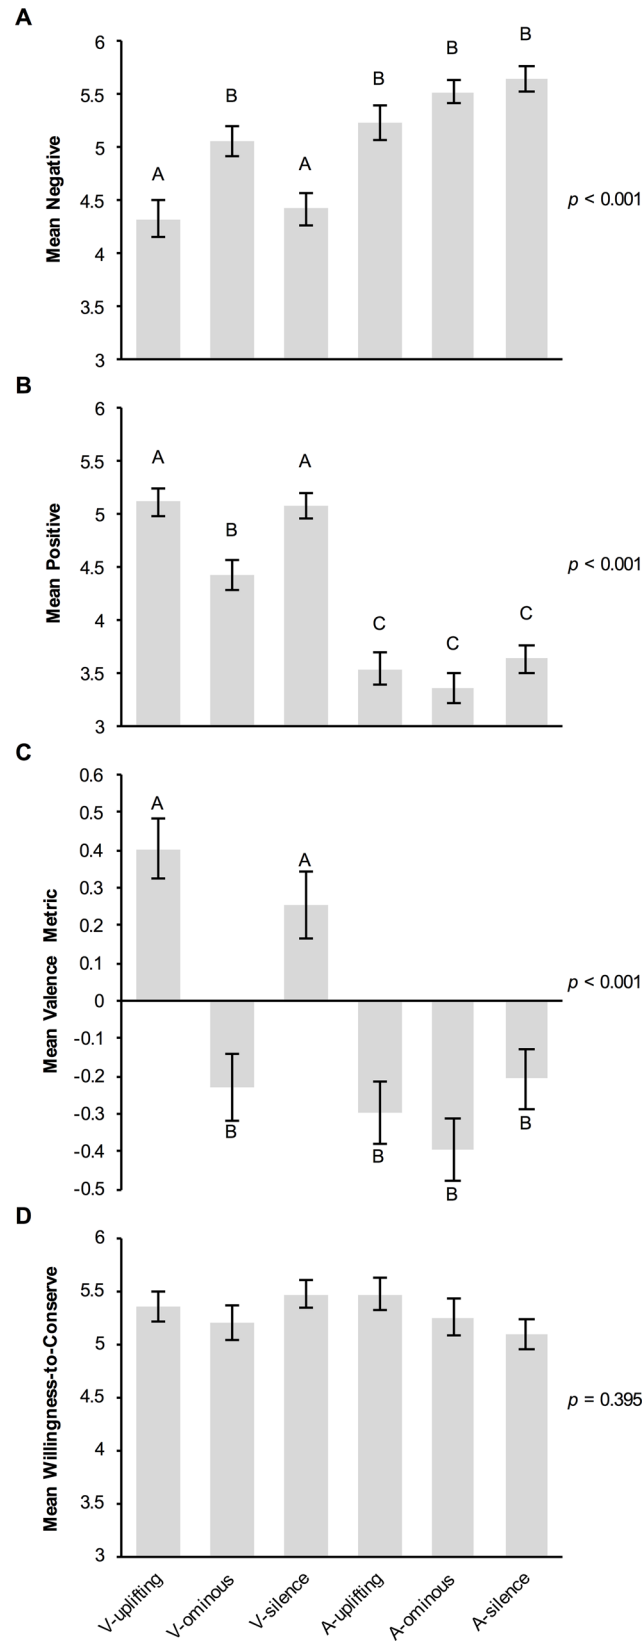 A
Mean Negative
6
5.5
5
4.5
4
3.5
3
A
B
A
B
B
B
p < 0.001
B
Mean Positive
6
5.5
5
4.5
4
3.5
3
A
B
A
C
C
C
p < 0.001
C
Mean Valence Metric
0.6
0.5
0.4
0.3
0.2
0.1
0
-0.1
-0.2
-0.3
-0.4
-0.5
A
B
A
B
B
B
p < 0.001
D
Mean Willingness-to-Conserve
6
5.5
5
4.5
4
3.5
3
p = 0.395
V-uplifting
V-ominous
V-silence
A-uplifting
A-ominous
A-silence